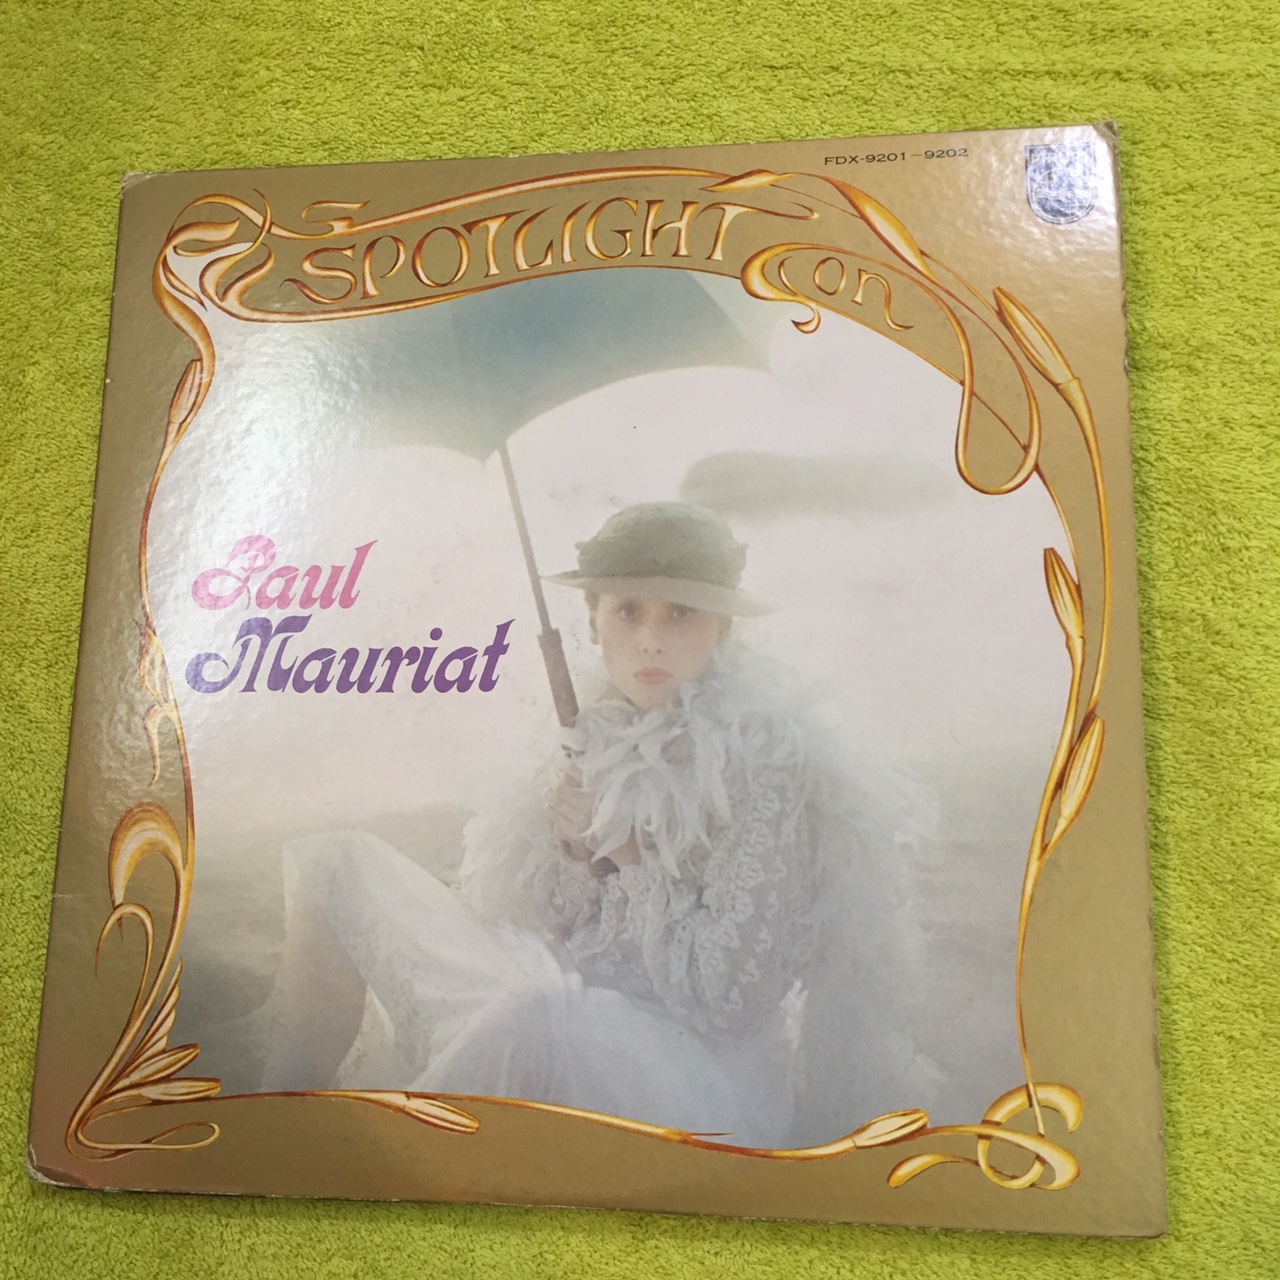 FDX-9201~9202
SPOTLIGHT on
Paul
Mauriat